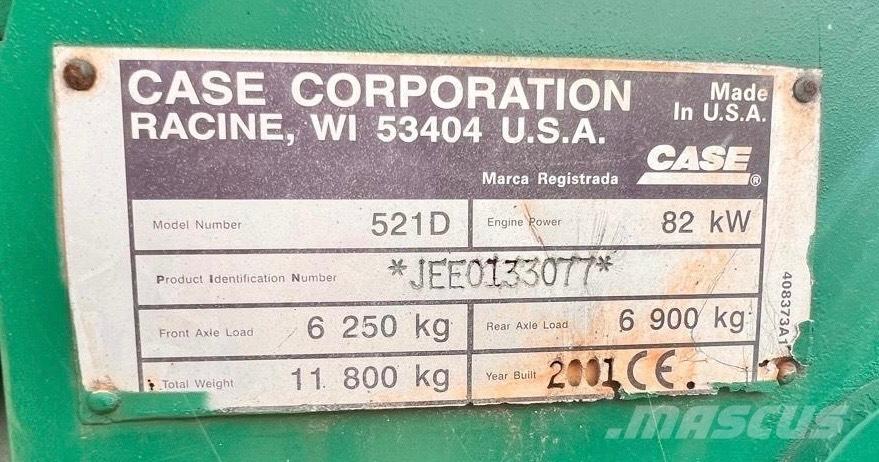 CASE CORPORATION
RACINE, WI 53404 U.S.A.
Made
In U.S.A.
Marca Registrada
CASE ®
Model Number 521D Engine Power 82 kW
Product Identification Number *JEE0133077*
Front Axle Load 6 250 kg Rear Axle Load 6 900 kg
Total Weight 11 800 kg Year Built 2001 CE
408373A1
MASCUS